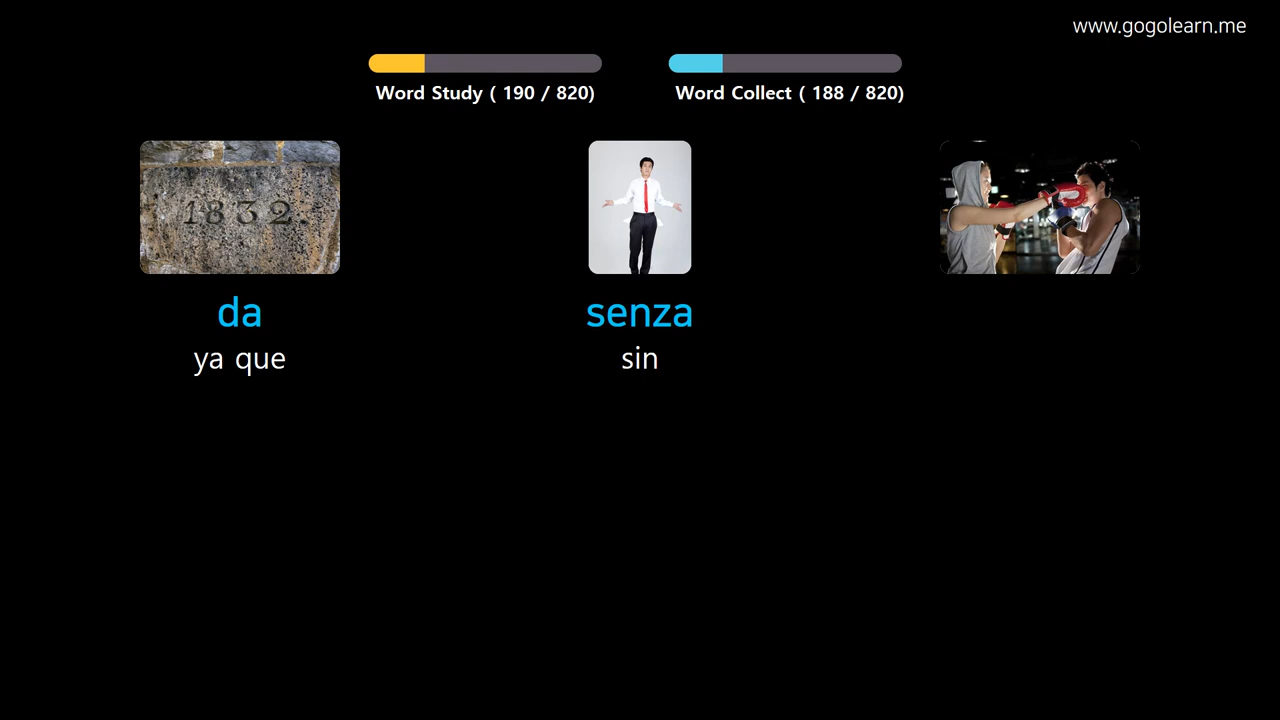 www.gogolearn.me
Word Study ( 190 / 820)
Word Collect ( 188 / 820)
1832.
da
senza
ya que
sin